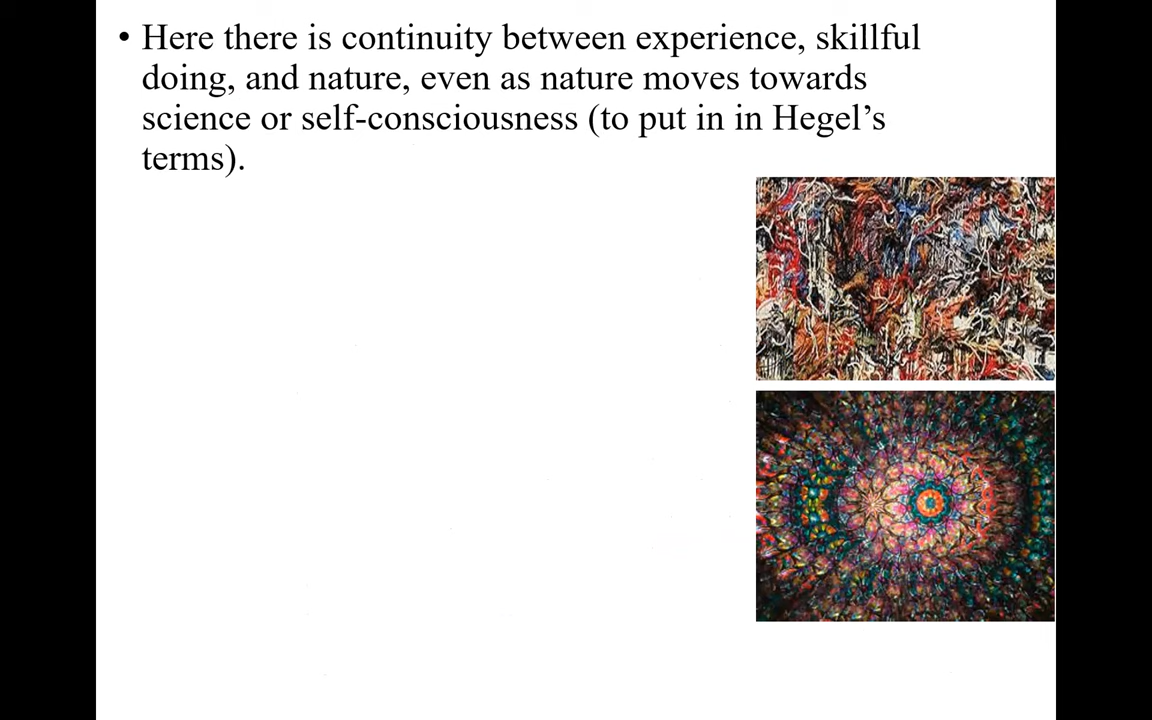 • Here there is continuity between experience, skillful
doing, and nature, even as nature moves towards
science or self-consciousness (to put in in Hegel’s
terms).